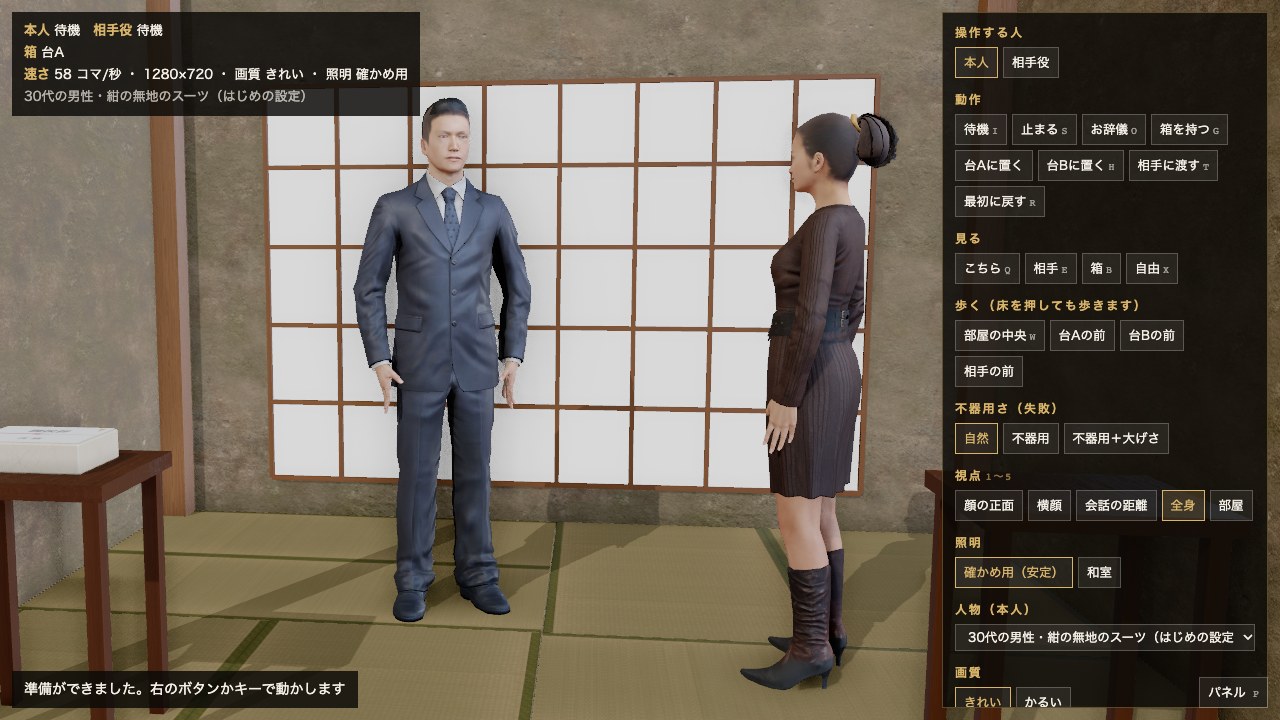 本人 待機 相手役 待機
箱 台A
速さ 58 コマ/秒 ・ 1280×720 ・ 画質 きれい ・ 照明 確かめ用
30代の男性・紺の無地のスーツ（はじめの設定）
操作する人
本人 相手役
動作
待機 I 止まる S お辞儀 O 箱を持つ G
台Aに置く 台Bに置く H 相手に渡す T
最初に戻す R
見る
こちら Q 相手 E 箱 B 自由 X
歩く（床を押しても歩きます）
部屋の中央 W 台Aの前 台Bの前
相手の前
不器用さ（失敗）
自然 不器用 不器用＋大げさ
視点 1〜5
顔の正面 横顔 会話の距離 全身 部屋
照明
確かめ用（安定） 和室
人物（本人）
30代の男性・紺の無地のスーツ（はじめの設定
画質
きれい かるい
パネル P
準備ができました。右のボタンかキーで動かします